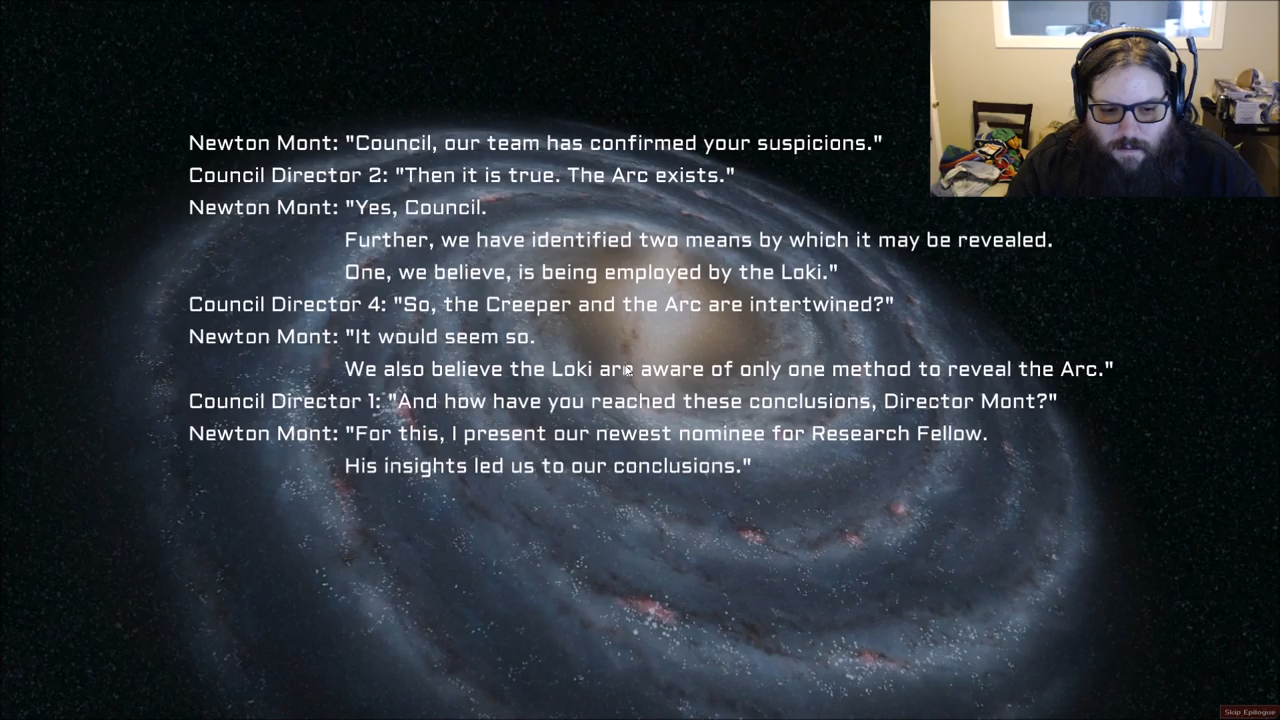 Newton Mont: "Council, our team has confirmed your suspicions."
Council Director 2: "Then it is true. The Arc exists."
Newton Mont: "Yes, Council.
Further, we have identified two means by which it may be revealed.
One, we believe, is being employed by the Loki."
Council Director 4: "So, the Creeper and the Arc are intertwined?"
Newton Mont: "It would seem so.
We also believe the Loki are aware of only one method to reveal the Arc."
Council Director 1: "And how have you reached these conclusions, Director Mont?"
Newton Mont: "For this, I present our newest nominee for Research Fellow.
His insights led us to our conclusions."
Skip Epilogue